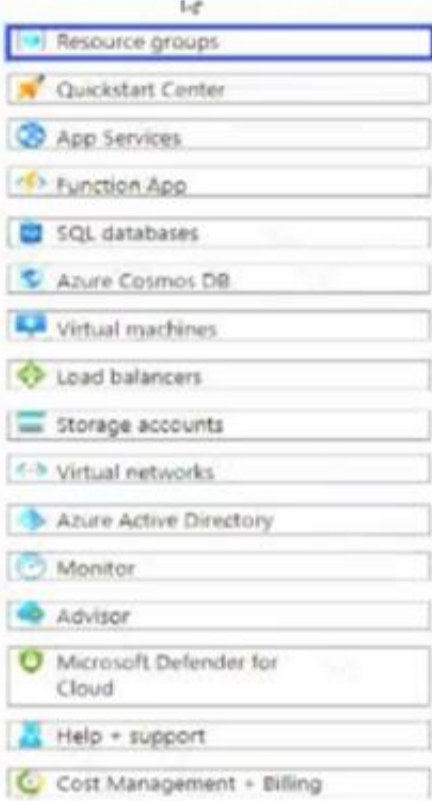 Resource groups
Quickstart Center
App Services
Function App
SQL databases
Azure Cosmos DB
Virtual machines
Load balancers
Storage accounts
Virtual networks
Azure Active Directory
Monitor
Advisor
Microsoft Defender for
Cloud
Help + support
Cost Management + Billing